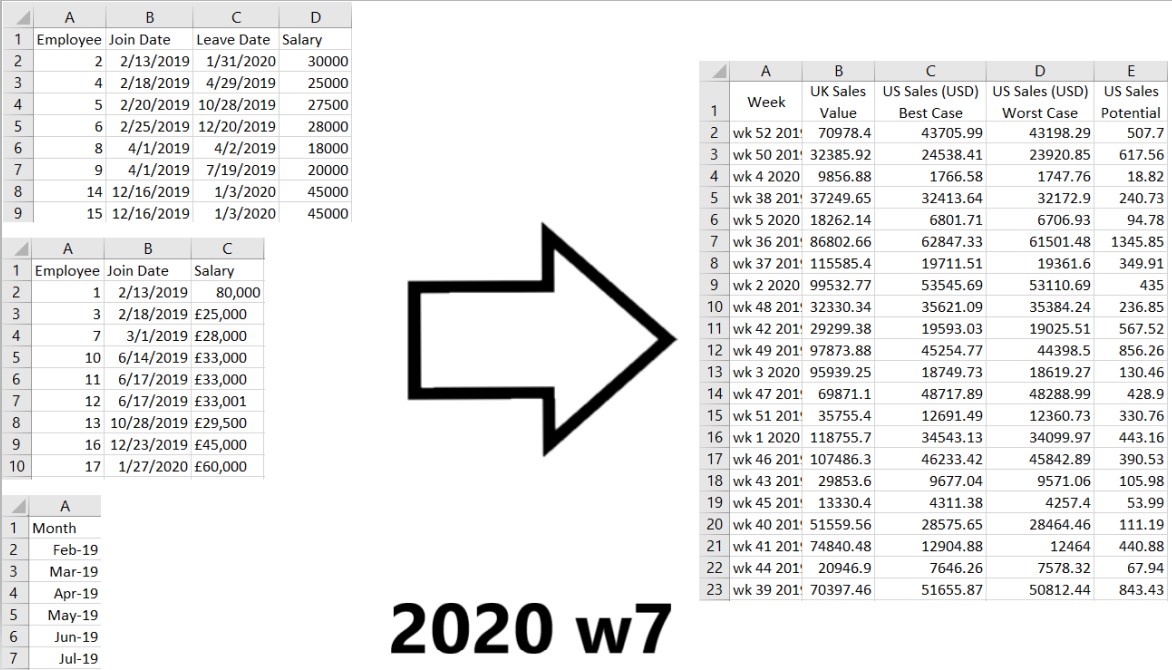 A B C D
1 Employee Join Date Leave Date Salary
2 2 2/13/2019 1/31/2020 30000
3 4 2/18/2019 4/29/2019 25000
4 5 2/20/2019 10/28/2019 27500
5 6 2/25/2019 12/20/2019 28000
6 8 4/1/2019 4/2/2019 18000
7 9 4/1/2019 7/19/2019 20000
8 14 12/16/2019 1/3/2020 45000
9 15 12/16/2019 1/3/2020 45000
A B C
1 Employee Join Date Salary
2 1 2/13/2019 80,000
3 3 2/18/2019 £25,000
4 7 3/1/2019 £28,000
5 10 6/14/2019 £33,000
6 11 6/17/2019 £33,000
7 12 6/17/2019 £33,001
8 13 10/28/2019 £29,500
9 16 12/23/2019 £45,000
10 17 1/27/2020 £60,000
A
1 Month
2 Feb-19
3 Mar-19
4 Apr-19
5 May-19
6 Jun-19
7 Jul-19
2020 w7
A B C D E
UK Sales US Sales (USD) US Sales (USD) US Sales
1 Week Value Best Case Worst Case Potential
2 wk 52 201 70978.4 43705.99 43198.29 507.7
3 wk 50 201 32385.92 24538.41 23920.85 617.56
4 wk 4 2020 9856.88 1766.58 1747.76 18.82
5 wk 38 201 37249.65 32413.64 32172.9 240.73
6 wk 5 2020 18262.14 6801.71 6706.93 94.78
7 wk 36 201 86802.66 62847.33 61501.48 1345.85
8 wk 37 201 115585.4 19711.51 19361.6 349.91
9 wk 2 2020 99532.77 53545.69 53110.69 435
10 wk 48 201 32330.34 35621.09 35384.24 236.85
11 wk 42 201 29299.38 19593.03 19025.51 567.52
12 wk 49 201 97873.88 45254.77 44398.5 856.26
13 wk 3 2020 95939.25 18749.73 18619.27 130.46
14 wk 47 201 69871.1 48717.89 48288.99 428.9
15 wk 51 201 35755.4 12691.49 12360.73 330.76
16 wk 1 2020 118755.7 34543.13 34099.97 443.16
17 wk 46 201 107486.3 46233.42 45842.89 390.53
18 wk 43 201 29853.6 9677.04 9571.06 105.98
19 wk 45 201 13330.4 4311.38 4257.4 53.99
20 wk 40 201 51559.56 28575.65 28464.46 111.19
21 wk 41 201 74840.48 12904.88 12464 440.88
22 wk 44 201 20946.9 7646.26 7578.32 67.94
23 wk 39 201 70397.46 51655.87 50812.44 843.43